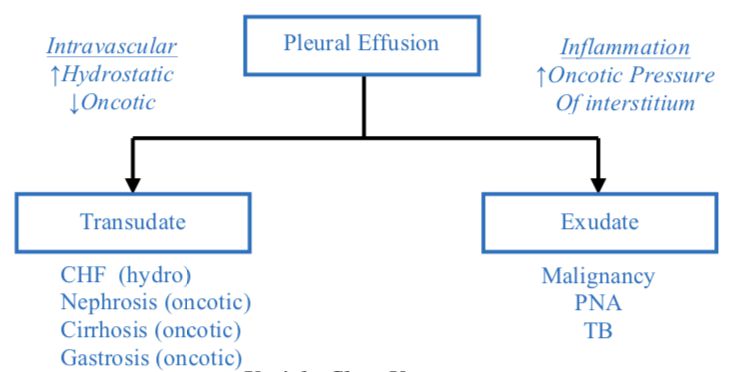 Pleural Effusion
Intravascular
↑Hydrostatic
↓Oncotic
Inflammation
↑Oncotic Pressure
Of interstitium
Transudate
CHF (hydro)
Nephrosis (oncotic)
Cirrhosis (oncotic)
Gastrosis (oncotic)
Exudate
Malignancy
PNA
TB